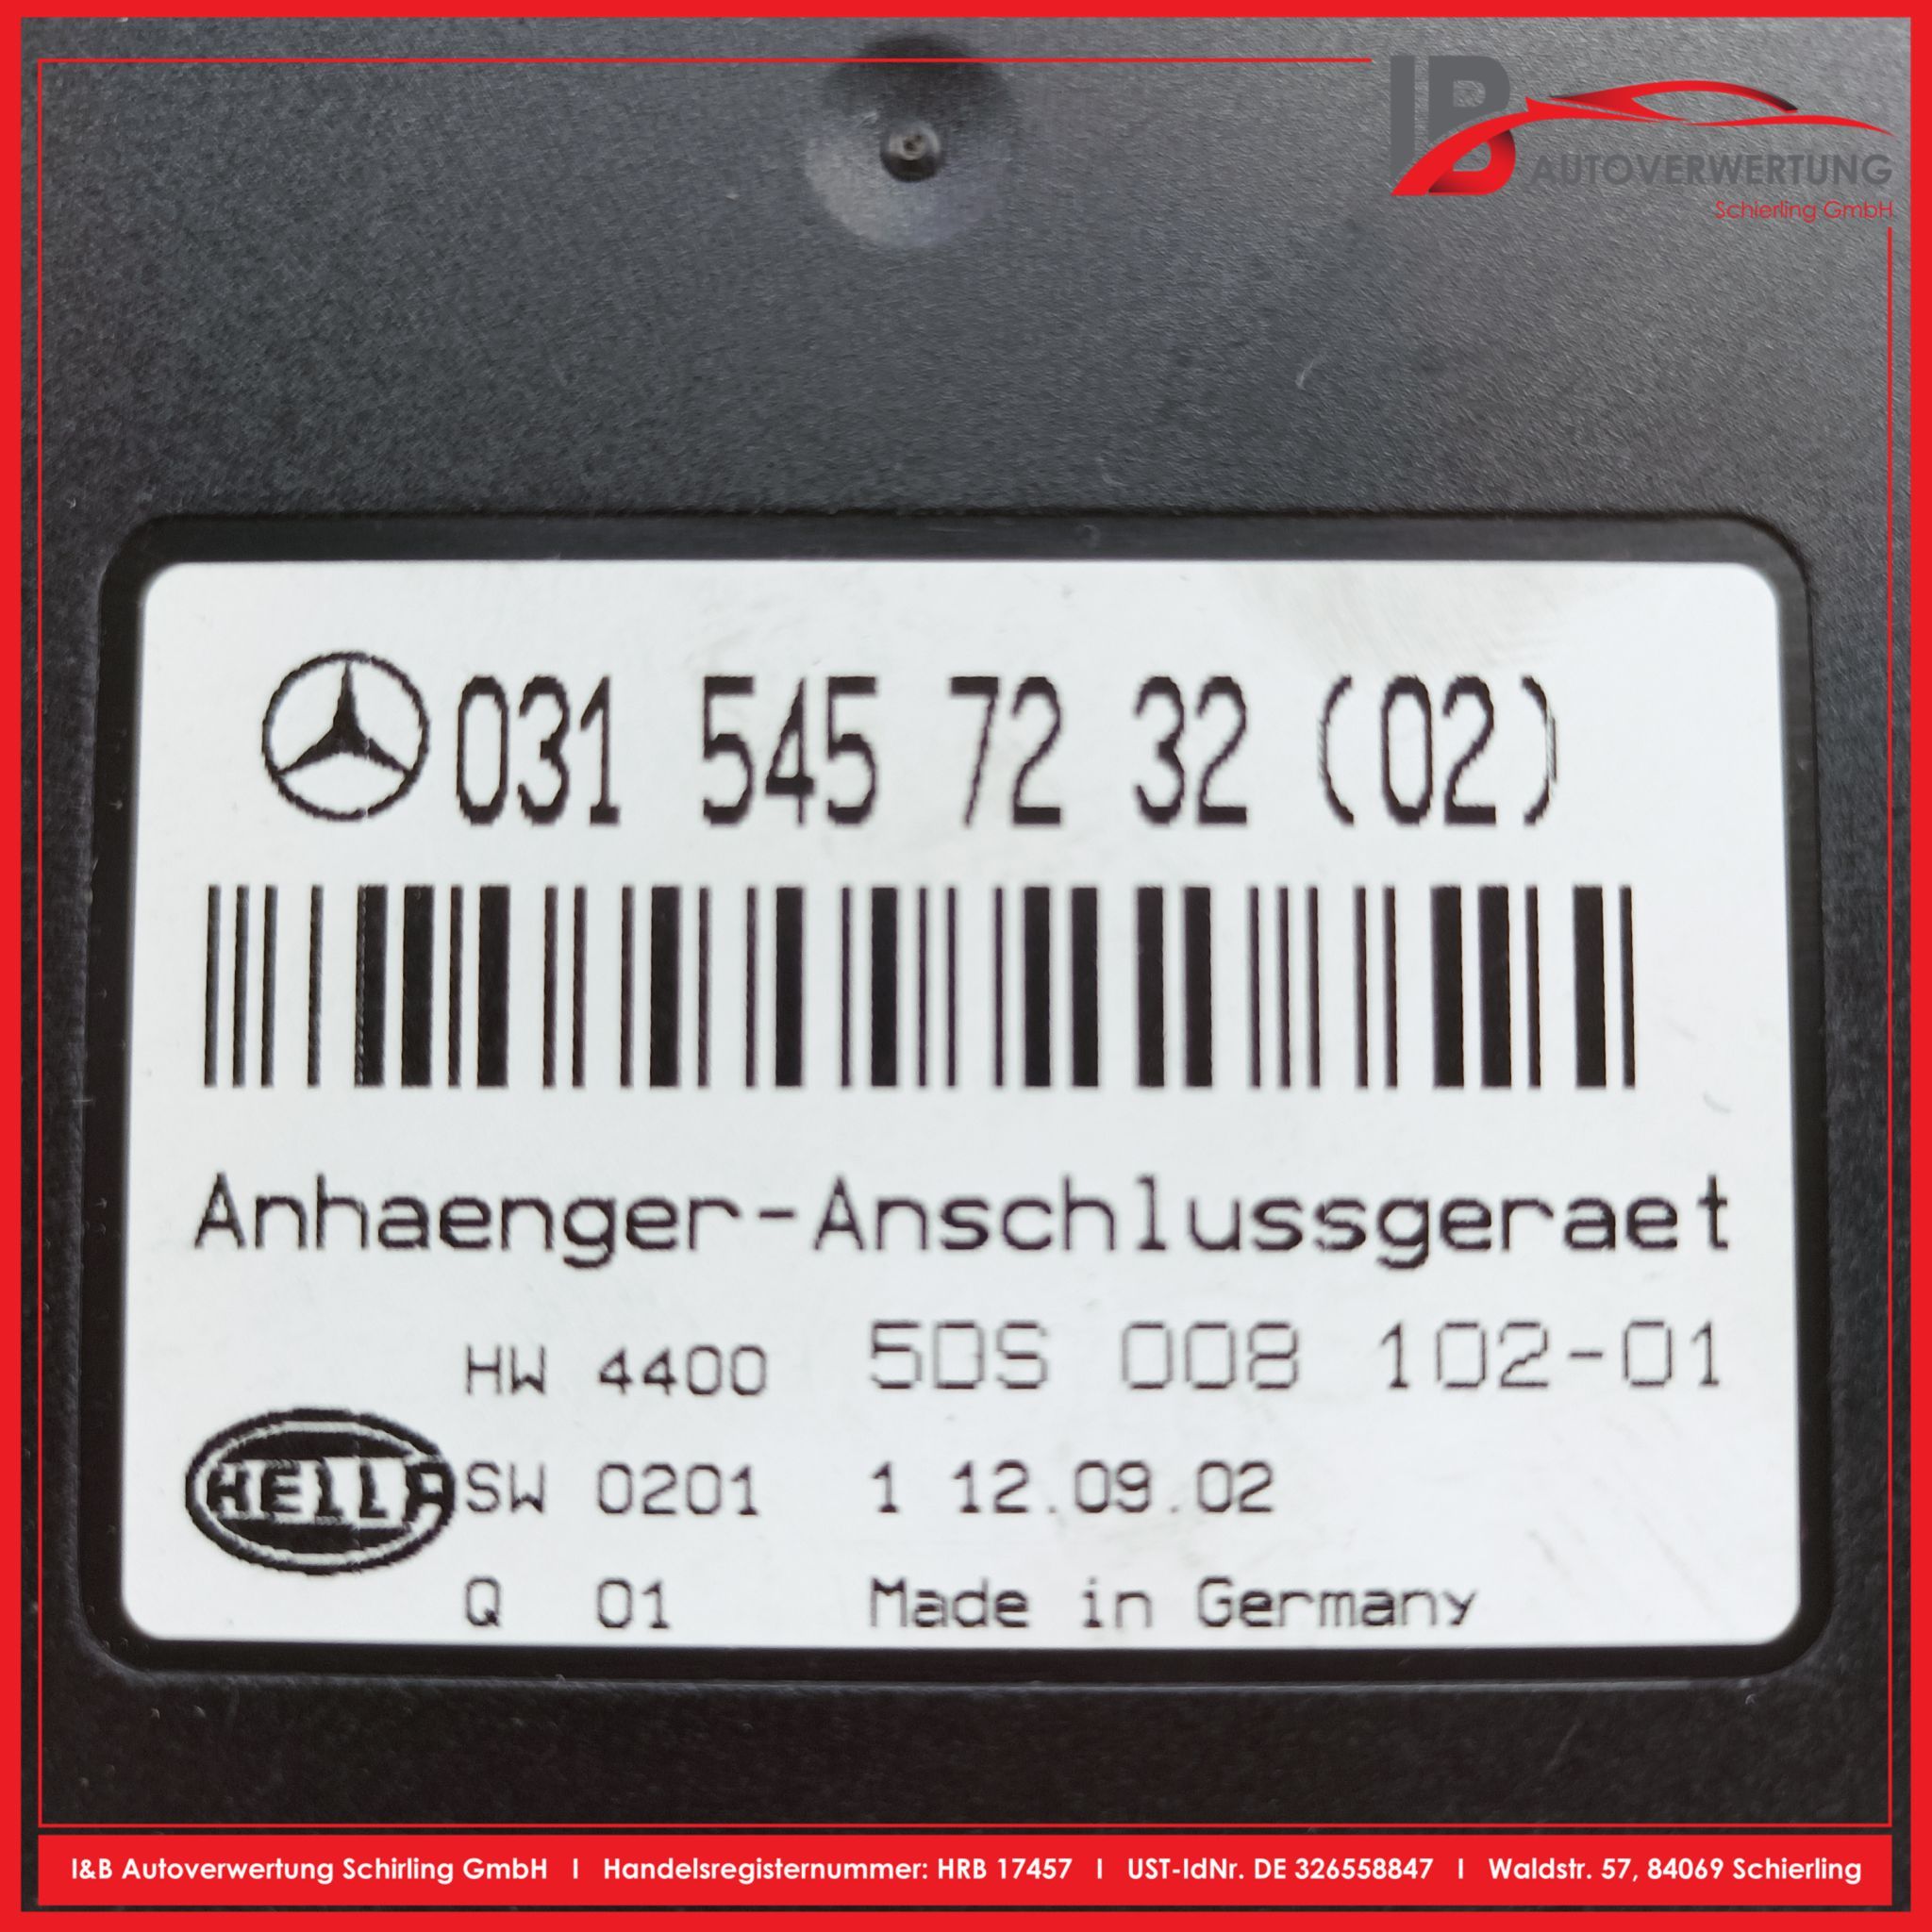 IB
AUTOVERWERTUNG
Schierling GmbH
031 545 72 32 (02)
Anhaenger-Anschlussgeraet
HW 4400 5DS 008 102-01
HELLA SW 0201 1 12.09.02
Q 01 Made in Germany
I&B Autoverwertung Schirling GmbH I Handelsregisternummer: HRB 17457 I UST-IdNr. DE 326558847 I Waldstr. 57, 84069 Schierling